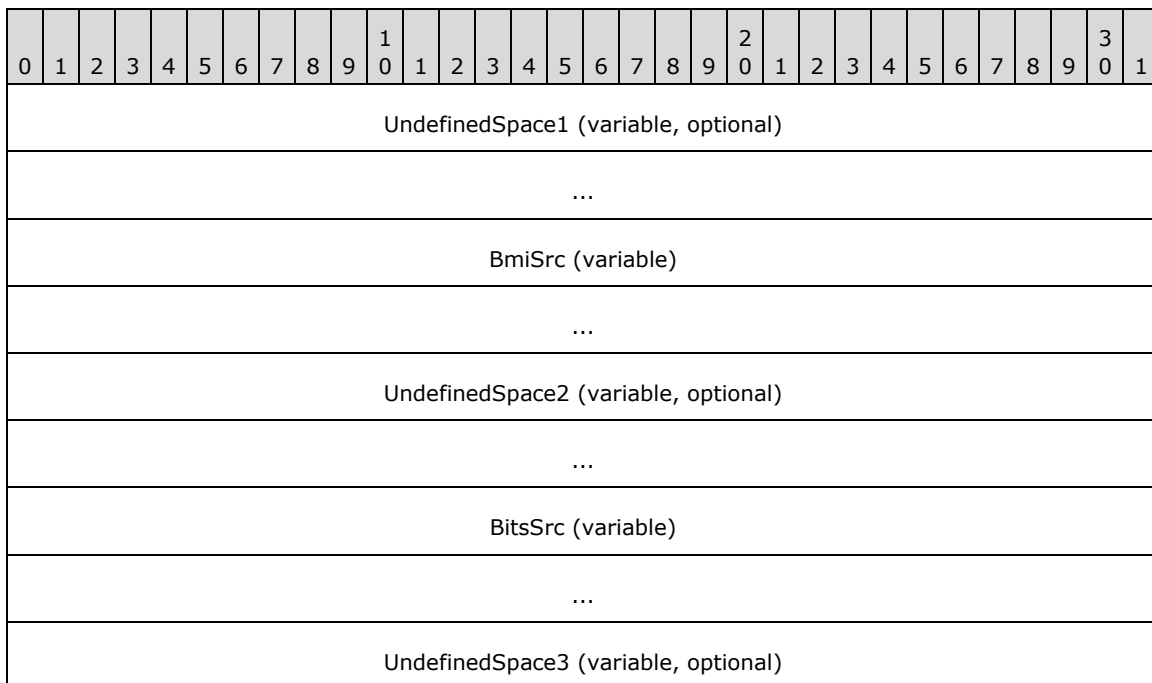 1 2 3
0 1 2 3 4 5 6 7 8 9 0 1 2 3 4 5 6 7 8 9 0 1 2 3 4 5 6 7 8 9 0 1
UndefinedSpace1 (variable, optional)
...
BmiSrc (variable)
...
UndefinedSpace2 (variable, optional)
...
BitsSrc (variable)
...
UndefinedSpace3 (variable, optional)